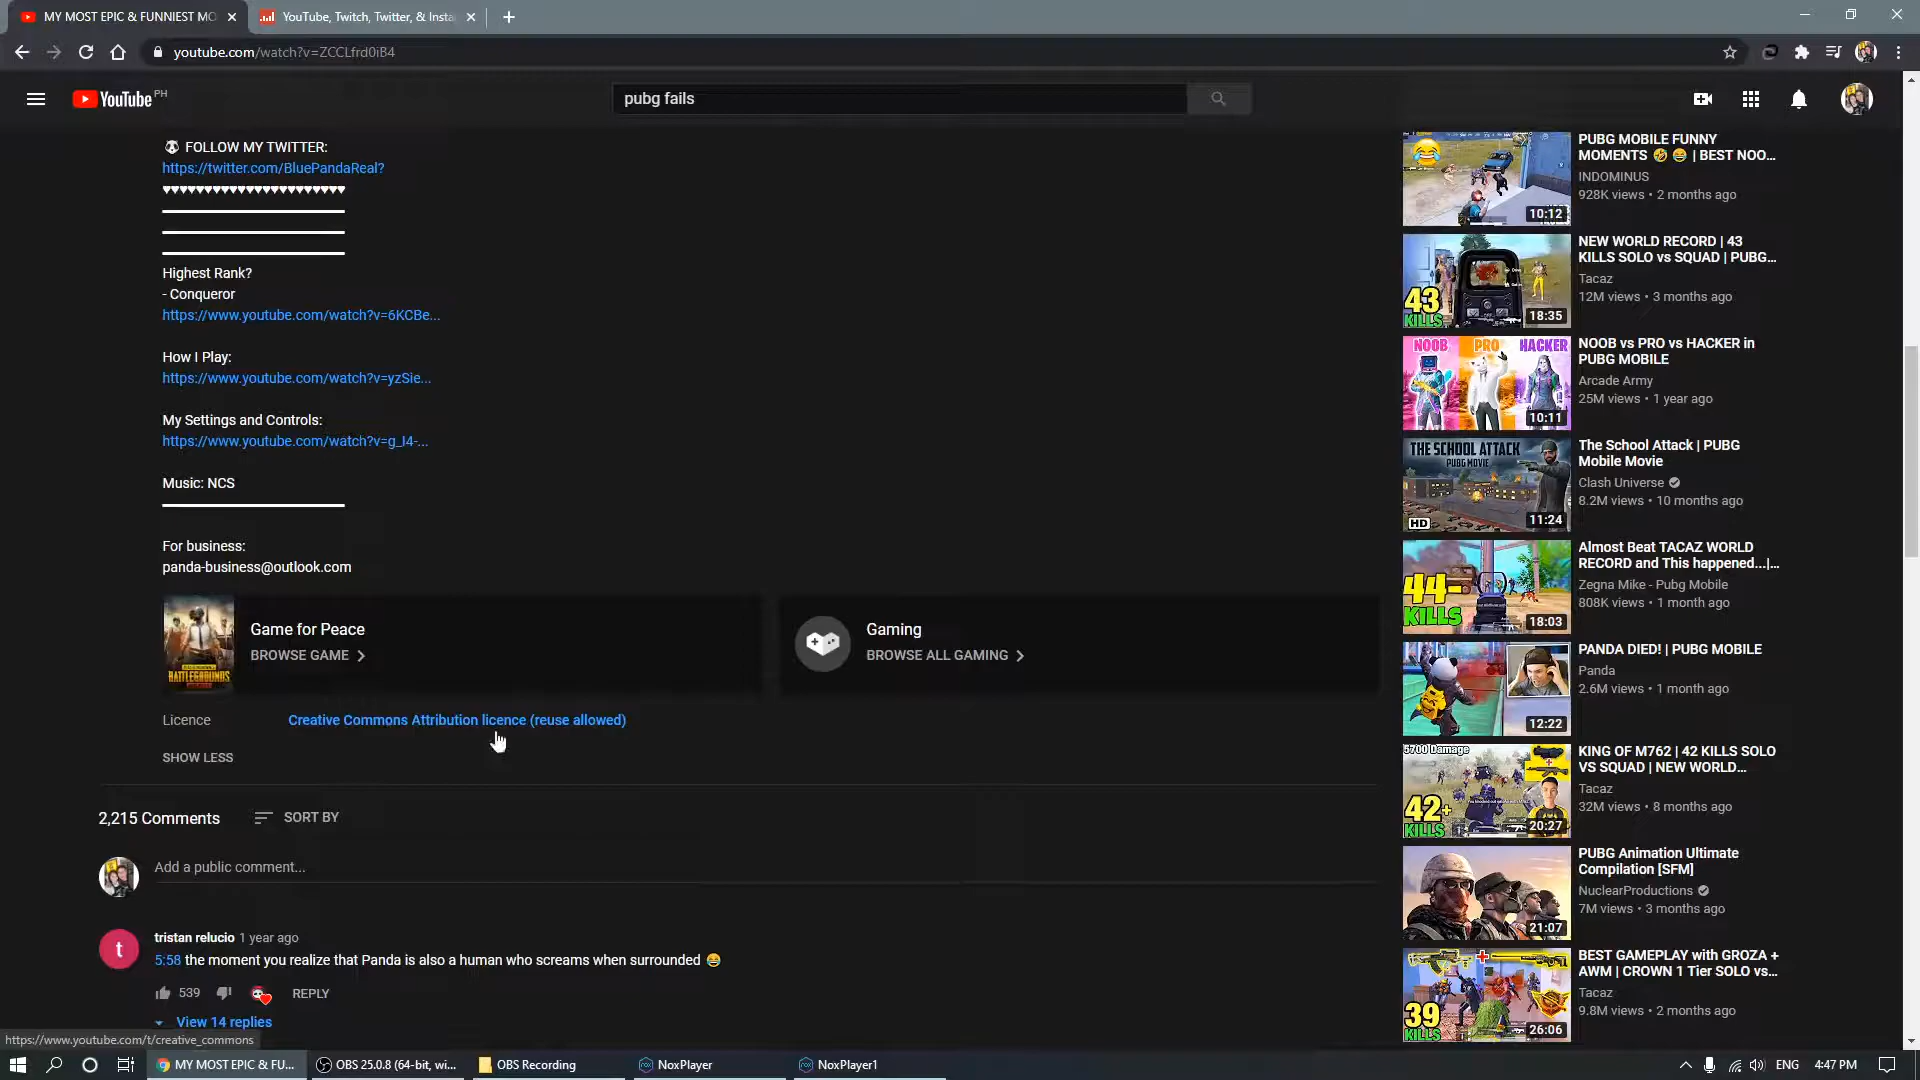 MY MOST EPIC & FUNNIEST MO
YouTube, Twitch, Twitter, & Insta
youtube.com/watch?v=ZCCLfrd0iB4
YouTube PH
pubg fails
FOLLOW MY TWITTER:
https://twitter.com/BluePandaReal?
Highest Rank?
- Conqueror
https://www.youtube.com/watch?v=6KCBe...
How I Play:
https://www.youtube.com/watch?v=yzSie...
My Settings and Controls:
https://www.youtube.com/watch?v=g_I4-...
Music: NCS
For business:
panda-business@outlook.com
BATTLEGROUNDS
Game for Peace
BROWSE GAME
Gaming
BROWSE ALL GAMING
Licence
Creative Commons Attribution licence (reuse allowed)
SHOW LESS
2,215 Comments
SORT BY
Add a public comment...
t
tristan relucio 1 year ago
5:58 the moment you realize that Panda is also a human who screams when surrounded 😂
539
REPLY
View 14 replies
10:12
PUBG MOBILE FUNNY
MOMENTS 🤣 😂 | BEST NOO...
INDOMINUS
928K views • 2 months ago
43
KILLS
18:35
NEW WORLD RECORD | 43
KILLS SOLO vs SQUAD | PUBG...
Tacaz
12M views • 3 months ago
NOOB PRO HACKER
10:11
NOOB vs PRO vs HACKER in
PUBG MOBILE
Arcade Army
25M views • 1 year ago
THE SCHOOL ATTACK
PUBG MOVIE
HD
11:24
The School Attack | PUBG
Mobile Movie
Clash Universe
8.2M views • 10 months ago
44-
KILLS
18:03
Almost Beat TACAZ WORLD
RECORD and This happened...|...
Zegna Mike - Pubg Mobile
808K views • 1 month ago
12:22
PANDA DIED! | PUBG MOBILE
Panda
2.6M views • 1 month ago
5700 Damage
42+
KILLS
20:27
KING OF M762 | 42 KILLS SOLO
VS SQUAD | NEW WORLD...
Tacaz
32M views • 8 months ago
21:07
PUBG Animation Ultimate
Compilation [SFM]
NuclearProductions
7M views • 3 months ago
39
KILLS
26:06
BEST GAMEPLAY with GROZA +
AWM | CROWN 1 Tier SOLO vs...
Tacaz
9.8M views • 2 months ago
https://www.youtube.com/t/creative_commons
MY MOST EPIC & FU...
OBS 25.0.8 (64-bit, wi...
OBS Recording
NoxPlayer
NoxPlayer1
ENG
4:47 PM